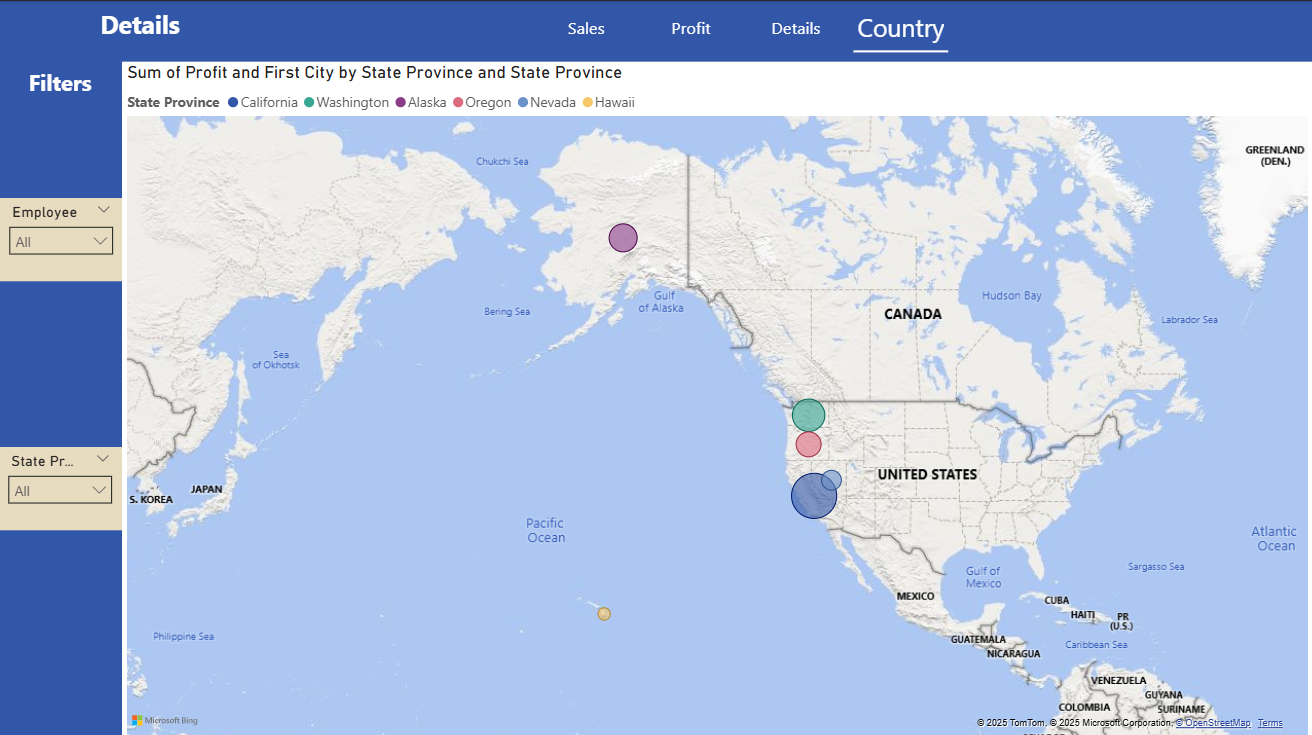 Details
Sales Profit Details Country
Filters
Sum of Profit and First City by State Province and State Province
State Province California Washington Alaska Oregon Nevada Hawaii
Employee
All
State Pr...
All
GREENLAND
(DEN.)
Chukchi Sea
Bering Sea
Gulf
of Alaska
Hudson Bay
CANADA
Labrador Sea
Sea
of Okhotsk
UNITED STATES
JAPAN
S. KOREA
Pacific
Ocean
Atlantic
Ocean
Sargasso Sea
Gulf of
Mexico
MEXICO
CUBA
HAITI
PR
(U.S.)
Philippine Sea
GUATEMALA
Caribbean Sea
NICARAGUA
VENEZUELA
GUYANA
COLOMBIA
SURINAME
Microsoft Bing
© 2025 TomTom, © 2025 Microsoft Corporation, © OpenStreetMap Terms